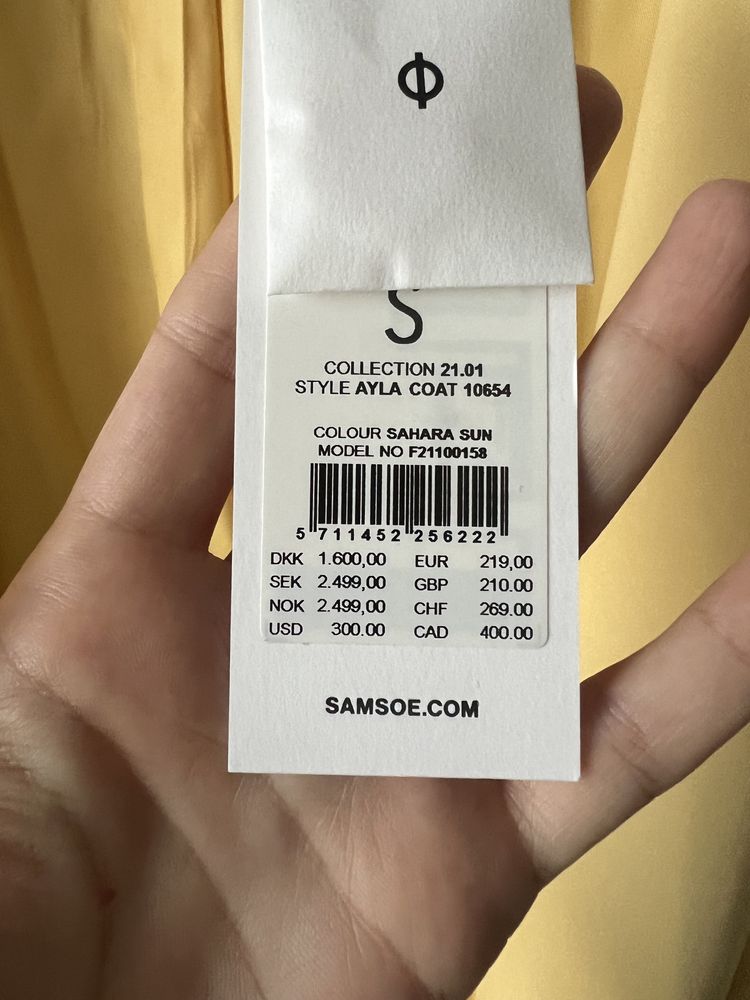 Φ
S
COLLECTION 21.01
STYLE AYLA COAT 10654
COLOUR SAHARA SUN
MODEL NO F21100158
5 711452 256222
DKK 1.600,00 EUR 219,00
SEK 2.499,00 GBP 210.00
NOK 2.499,00 CHF 269.00
USD 300.00 CAD 400.00
SAMSOE.COM